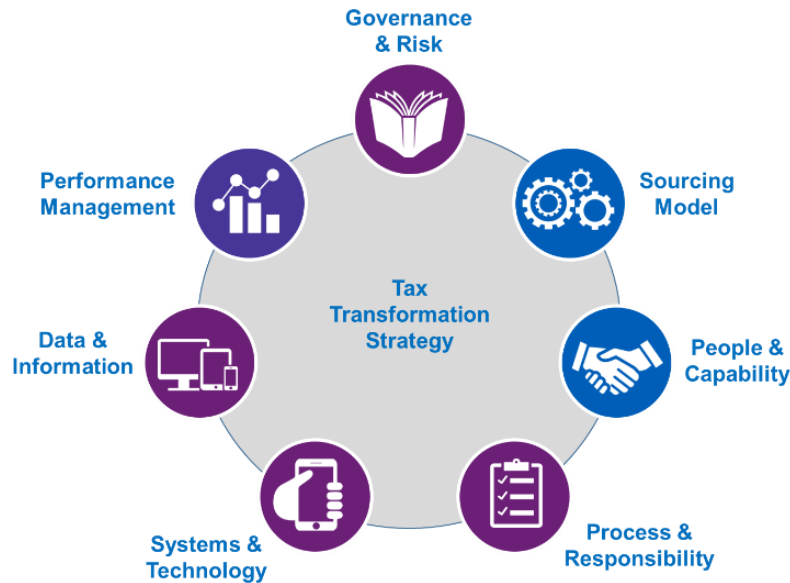 Governance
& Risk
Sourcing
Model
People &
Capability
Process &
Responsibility
Systems &
Technology
Data &
Information
Performance
Management
Tax
Transformation
Strategy